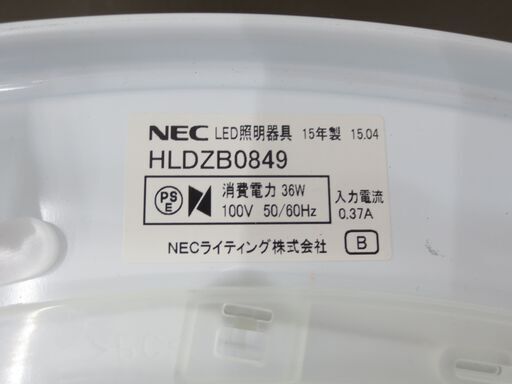 NEC LED照明器具 15年製 15.04
HLDZB0849
PS
E
消費電力 36W
100V 50/60Hz
入力電流
0.37A
NECライティング株式会社 B